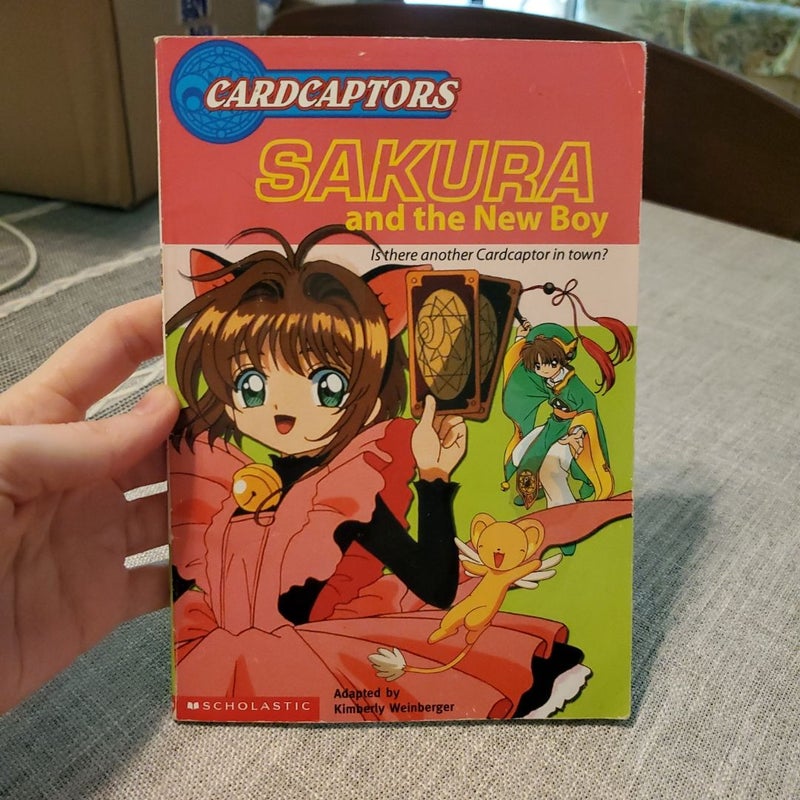 CARDCAPTORS
SAKURA
and the New Boy
Is there another Cardcaptor in town?
SCHOLASTIC
Adapted by
Kimberly Weinberger